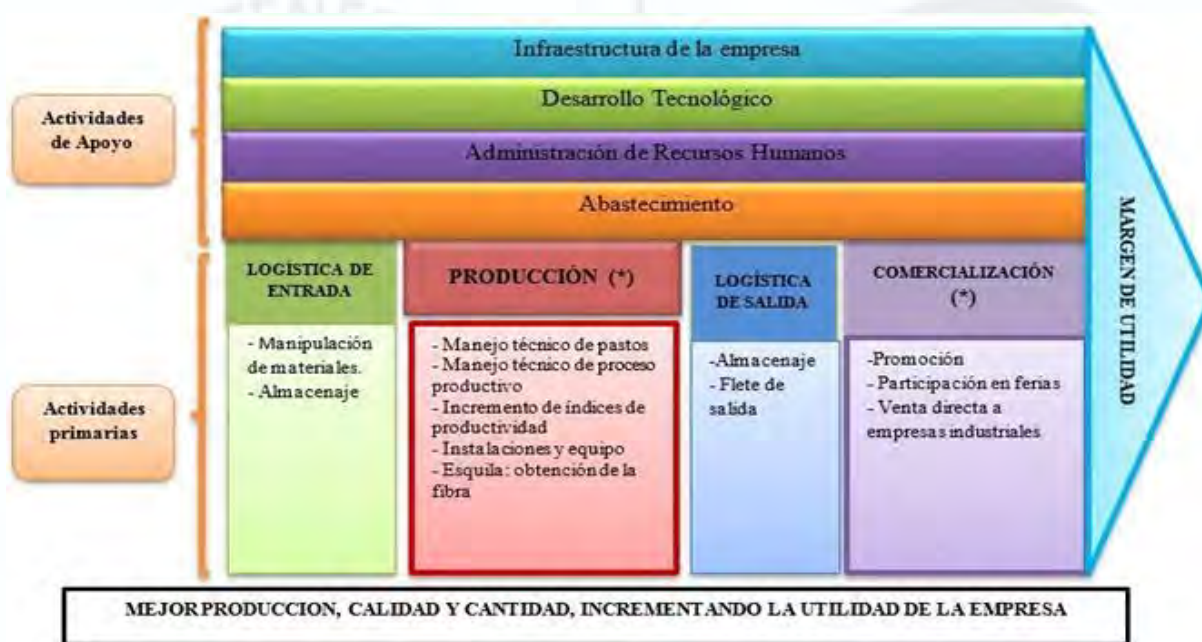 Infraestructura de la empresa
Desarrollo Tecnológico
Administración de Recursos Humanos
Abastecimiento
Actividades
de Apoyo
MARGEN DE UTILIDAD
Actividades
primarias
LOGÍSTICA DE
ENTRADA
- Manipulación
de materiales.
- Almacenaje
PRODUCCIÓN (*)
- Manejo técnico de pastos
- Manejo técnico de proceso
productivo
- Incremento de índices de
productividad
- Instalaciones y equipo
- Esquila: obtención de la
fibra
LOGÍSTICA
DE SALIDA
-Almacenaje
- Flete de
salida
COMERCIALIZACIÓN
(*)
-Promoción
- Participación en ferias
- Venta directa a
empresas industriales
MEJOR PRODUCCION, CALIDAD Y CANTIDAD, INCREMENTANDO LA UTILIDAD DE LA EMPRESA